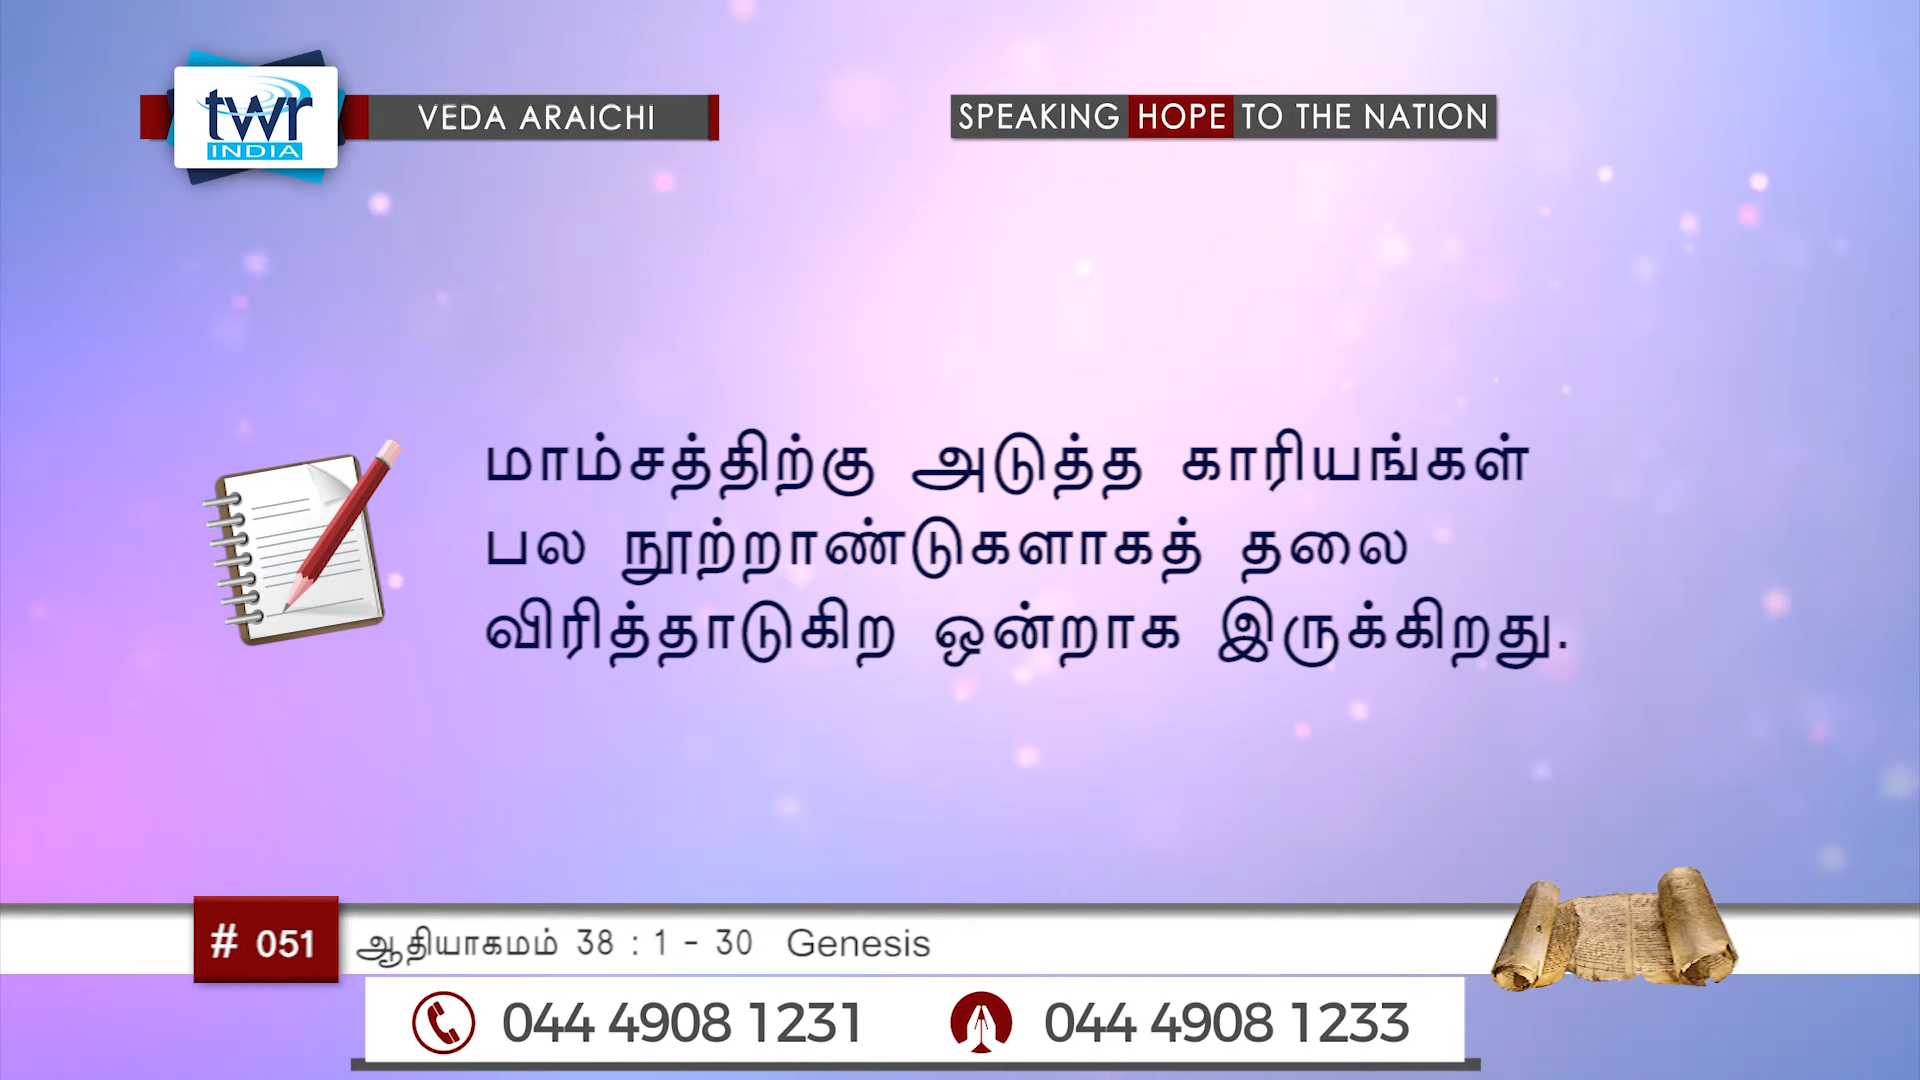 twr
INDIA
VEDA ARAICHI
SPEAKING HOPE TO THE NATION
மாம்சத்திற்கு அடுத்த காரியங்கள்
பல நூற்றாண்டுகளாகத் தலை
விரித்தாடுகிற ஒன்றாக இருக்கிறது.
# 051
ஆதியாகமம் 38 : 1 - 30 Genesis
044 4908 1231
044 4908 1233